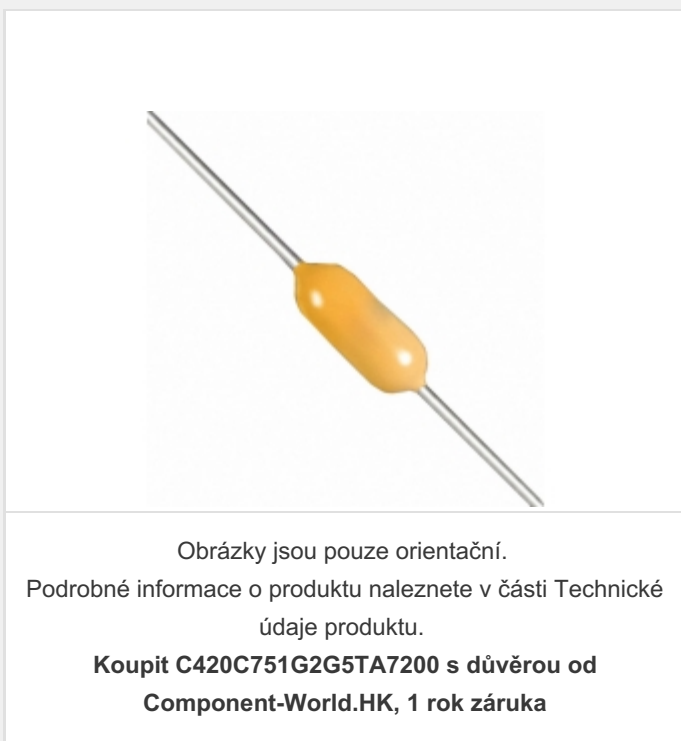 Obrázky jsou pouze orientační.
Podrobné informace o produktu naleznete v části Technické
údaje produktu.
Koupit C420C751G2G5TA7200 s důvěrou od
Component-World.HK, 1 rok záruka